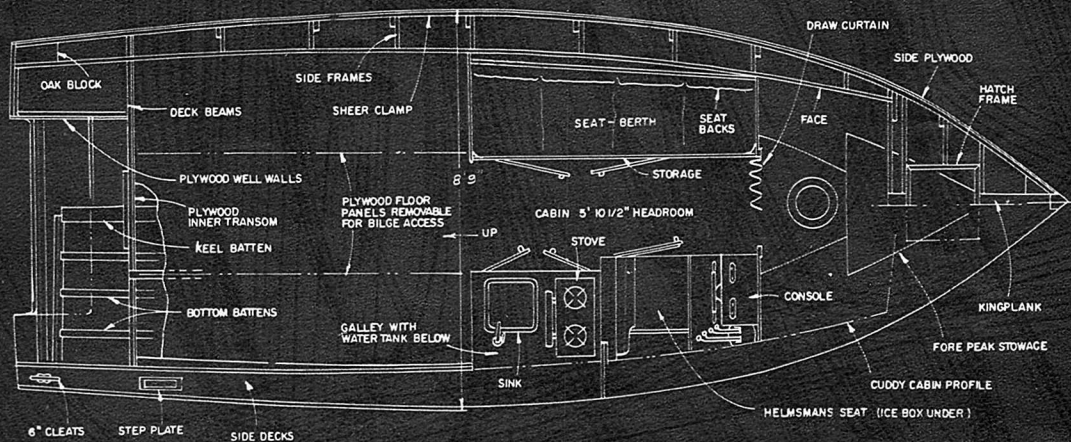 DRAW CURTAIN
SIDE PLYWOOD
HATCH
FRAME
OAK BLOCK
SIDE FRAMES
SHEER CLAMP
DECK BEAMS
SEAT-BERTH
SEAT
BACKS
FACE
PLYWOOD WELL WALLS
STORAGE
8' 9"
PLYWOOD
INNER TRANSOM
PLYWOOD FLOOR
PANELS REMOVABLE
FOR BILGE ACCESS
CABIN 5' 10 1/2" HEADROOM
UP
KEEL BATTEN
STOVE
CONSOLE
KINGPLANK
BOTTOM BATTENS
GALLEY WITH
WATER TANK BELOW
FORE PEAK STOWAGE
SINK
CUDDY CABIN PROFILE
HELMSMANS SEAT (ICE BOX UNDER)
6" CLEATS
STEP PLATE
SIDE DECKS